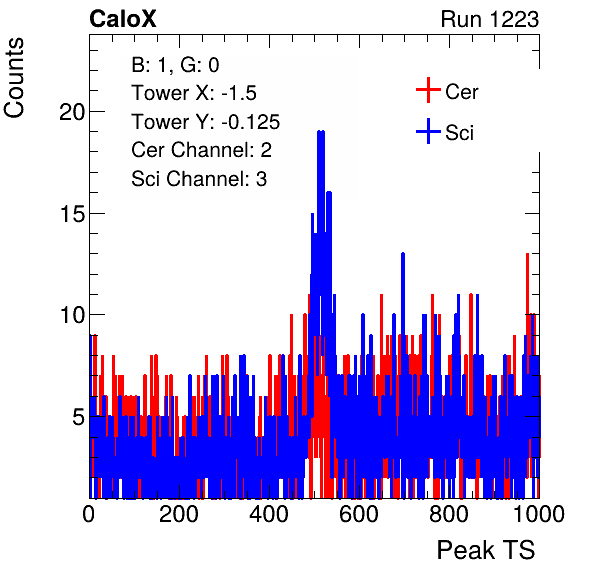 CaloX Run 1223
Counts
B: 1, G: 0
Tower X: -1.5
Tower Y: -0.125
Cer Channel: 2
Sci Channel: 3
Cer
Sci
20
15
10
5
0 200 400 600 800 1000
Peak TS